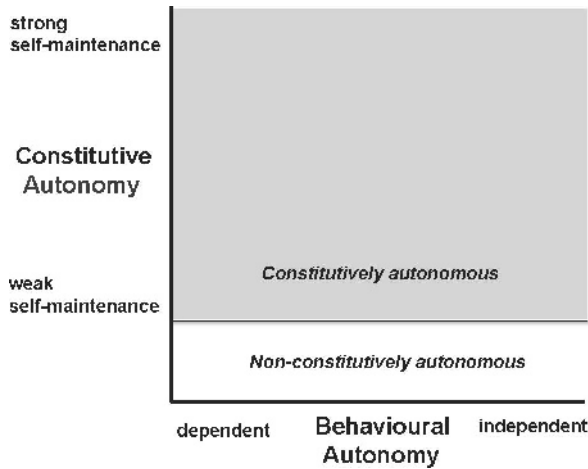 strong
self-maintenance
Constitutive
Autonomy
Constitutively autonomous
weak
self-maintenance
Non-constitutively autonomous
dependent
Behavioural
Autonomy
independent